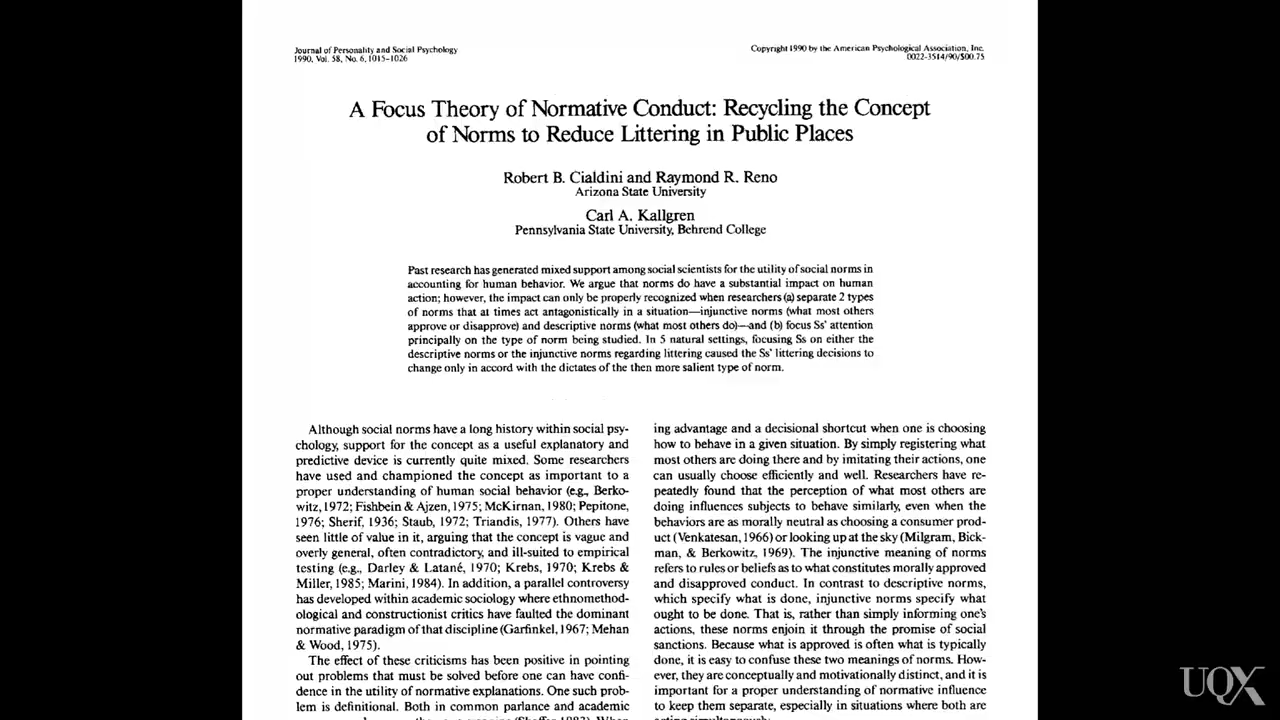 Journal of Personality and Social Psychology
1990, Vol. 58, No. 6, 1015-1026
Copyright 1990 by the American Psychological Association, Inc.
0022-3514/90/$00.75
A Focus Theory of Normative Conduct: Recycling the Concept
of Norms to Reduce Littering in Public Places
Robert B. Cialdini and Raymond R. Reno
Arizona State University
Carl A. Kallgren
Pennsylvania State University, Behrend College
Past research has generated mixed support among social scientists for the utility of social norms in
accounting for human behavior. We argue that norms do have a substantial impact on human
action; however, the impact can only be properly recognized when researchers (a) separate 2 types
of norms that at times act antagonistically in a situation—injunctive norms (what most others
approve or disapprove) and descriptive norms (what most others do)—and (b) focus Ss' attention
principally on the type of norm being studied. In 5 natural settings, focusing Ss on either the
descriptive norms or the injunctive norms regarding littering caused the Ss' littering decisions to
change only in accord with the dictates of the then more salient type of norm.
Although social norms have a long history within social psy-
chology, support for the concept as a useful explanatory and
predictive device is currently quite mixed. Some researchers
have used and championed the concept as important to a
proper understanding of human social behavior (e.g., Berko-
witz, 1972; Fishbein & Ajzen, 1975; McKirnan, 1980; Pepitone,
1976; Sherif, 1936; Staub, 1972; Triandis, 1977). Others have
seen little of value in it, arguing that the concept is vague and
overly general, often contradictory, and ill-suited to empirical
testing (e.g., Darley & Latané, 1970; Krebs, 1970; Krebs &
Miller, 1985; Marini, 1984). In addition, a parallel controversy
has developed within academic sociology where ethnomethod-
ological and constructionist critics have faulted the dominant
normative paradigm of that discipline (Garfinkel, 1967; Mehan
& Wood, 1975).
The effect of these criticisms has been positive in pointing
out problems that must be solved before one can have confi-
dence in the utility of normative explanations. One such prob-
lem is definitional. Both in common parlance and academic
ing advantage and a decisional shortcut when one is choosing
how to behave in a given situation. By simply registering what
most others are doing there and by imitating their actions, one
can usually choose efficiently and well. Researchers have re-
peatedly found that the perception of what most others are
doing influences subjects to behave similarly, even when the
behaviors are as morally neutral as choosing a consumer prod-
uct (Venkatesan, 1966) or looking up at the sky (Milgram, Bick-
man, & Berkowitz, 1969). The injunctive meaning of norms
refers to rules or beliefs as to what constitutes morally approved
and disapproved conduct. In contrast to descriptive norms,
which specify what is done, injunctive norms specify what
ought to be done. That is, rather than simply informing one's
actions, these norms enjoin it through the promise of social
sanctions. Because what is approved is often what is typically
done, it is easy to confuse these two meanings of norms. How-
ever, they are conceptually and motivationally distinct, and it is
important for a proper understanding of normative influence
to keep them separate, especially in situations where both are
UQX